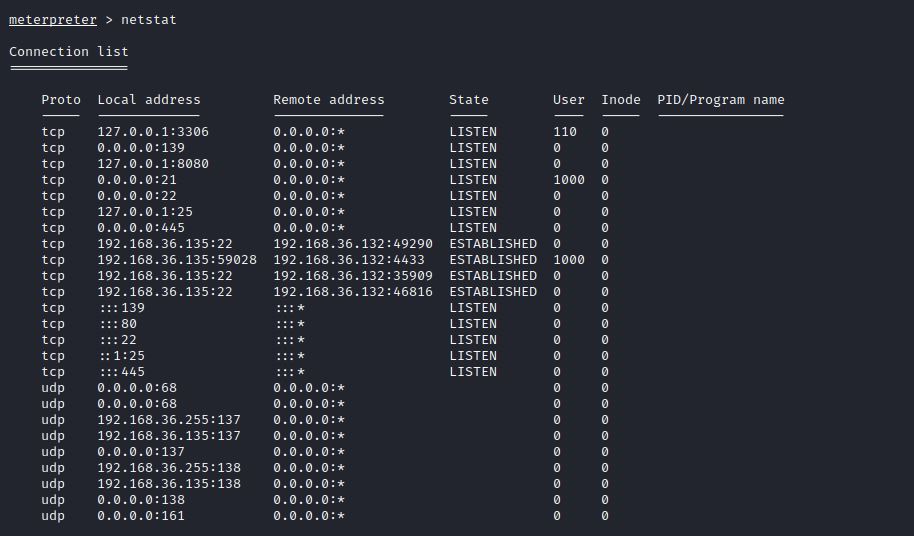 meterpreter > netstat
Connection list
===============
Proto Local address Remote address State User Inode PID/Program name
----- ------------- -------------- ----- ---- ----- ----------------
tcp 127.0.0.1:3306 0.0.0.0:* LISTEN 110 0
tcp 0.0.0.0:139 0.0.0.0:* LISTEN 0 0
tcp 127.0.0.1:8080 0.0.0.0:* LISTEN 0 0
tcp 0.0.0.0:21 0.0.0.0:* LISTEN 1000 0
tcp 0.0.0.0:22 0.0.0.0:* LISTEN 0 0
tcp 127.0.0.1:25 0.0.0.0:* LISTEN 0 0
tcp 0.0.0.0:445 0.0.0.0:* LISTEN 0 0
tcp 192.168.36.135:22 192.168.36.132:49290 ESTABLISHED 0 0
tcp 192.168.36.135:59028 192.168.36.132:4433 ESTABLISHED 1000 0
tcp 192.168.36.135:22 192.168.36.132:35909 ESTABLISHED 0 0
tcp 192.168.36.135:22 192.168.36.132:46816 ESTABLISHED 0 0
tcp :::139 :::* LISTEN 0 0
tcp :::80 :::* LISTEN 0 0
tcp :::22 :::* LISTEN 0 0
tcp ::1:25 :::* LISTEN 0 0
tcp :::445 :::* LISTEN 0 0
udp 0.0.0.0:68 0.0.0.0:* 0 0
udp 0.0.0.0:68 0.0.0.0:* 0 0
udp 192.168.36.255:137 0.0.0.0:* 0 0
udp 192.168.36.135:137 0.0.0.0:* 0 0
udp 0.0.0.0:137 0.0.0.0:* 0 0
udp 192.168.36.255:138 0.0.0.0:* 0 0
udp 192.168.36.135:138 0.0.0.0:* 0 0
udp 0.0.0.0:138 0.0.0.0:* 0 0
udp 0.0.0.0:161 0.0.0.0:* 0 0